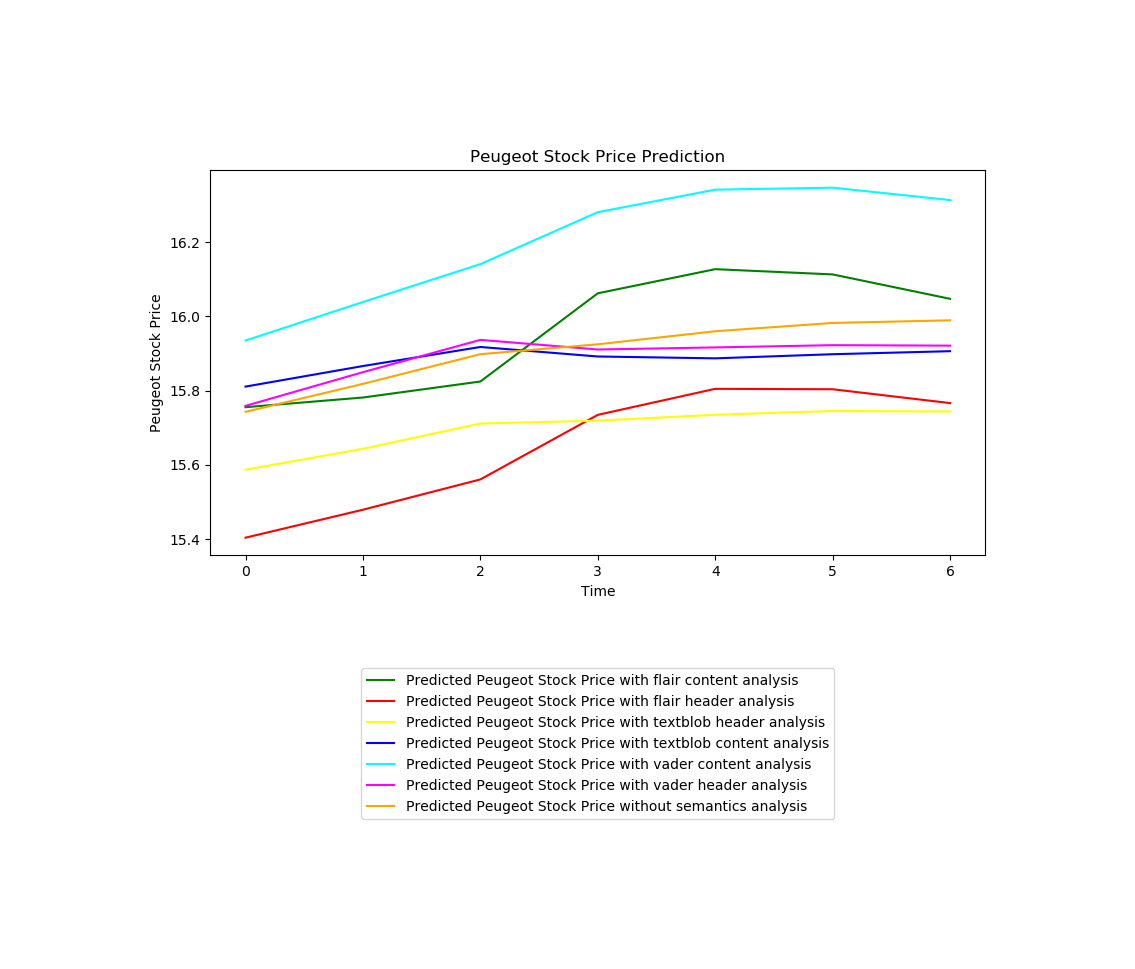 Peugeot Stock Price Prediction
Peugeot Stock Price
16.2
16.0
15.8
15.6
15.4
0 1 2 3 4 5 6
Time
Predicted Peugeot Stock Price with flair content analysis
Predicted Peugeot Stock Price with flair header analysis
Predicted Peugeot Stock Price with textblob header analysis
Predicted Peugeot Stock Price with textblob content analysis
Predicted Peugeot Stock Price with vader content analysis
Predicted Peugeot Stock Price with vader header analysis
Predicted Peugeot Stock Price without semantics analysis